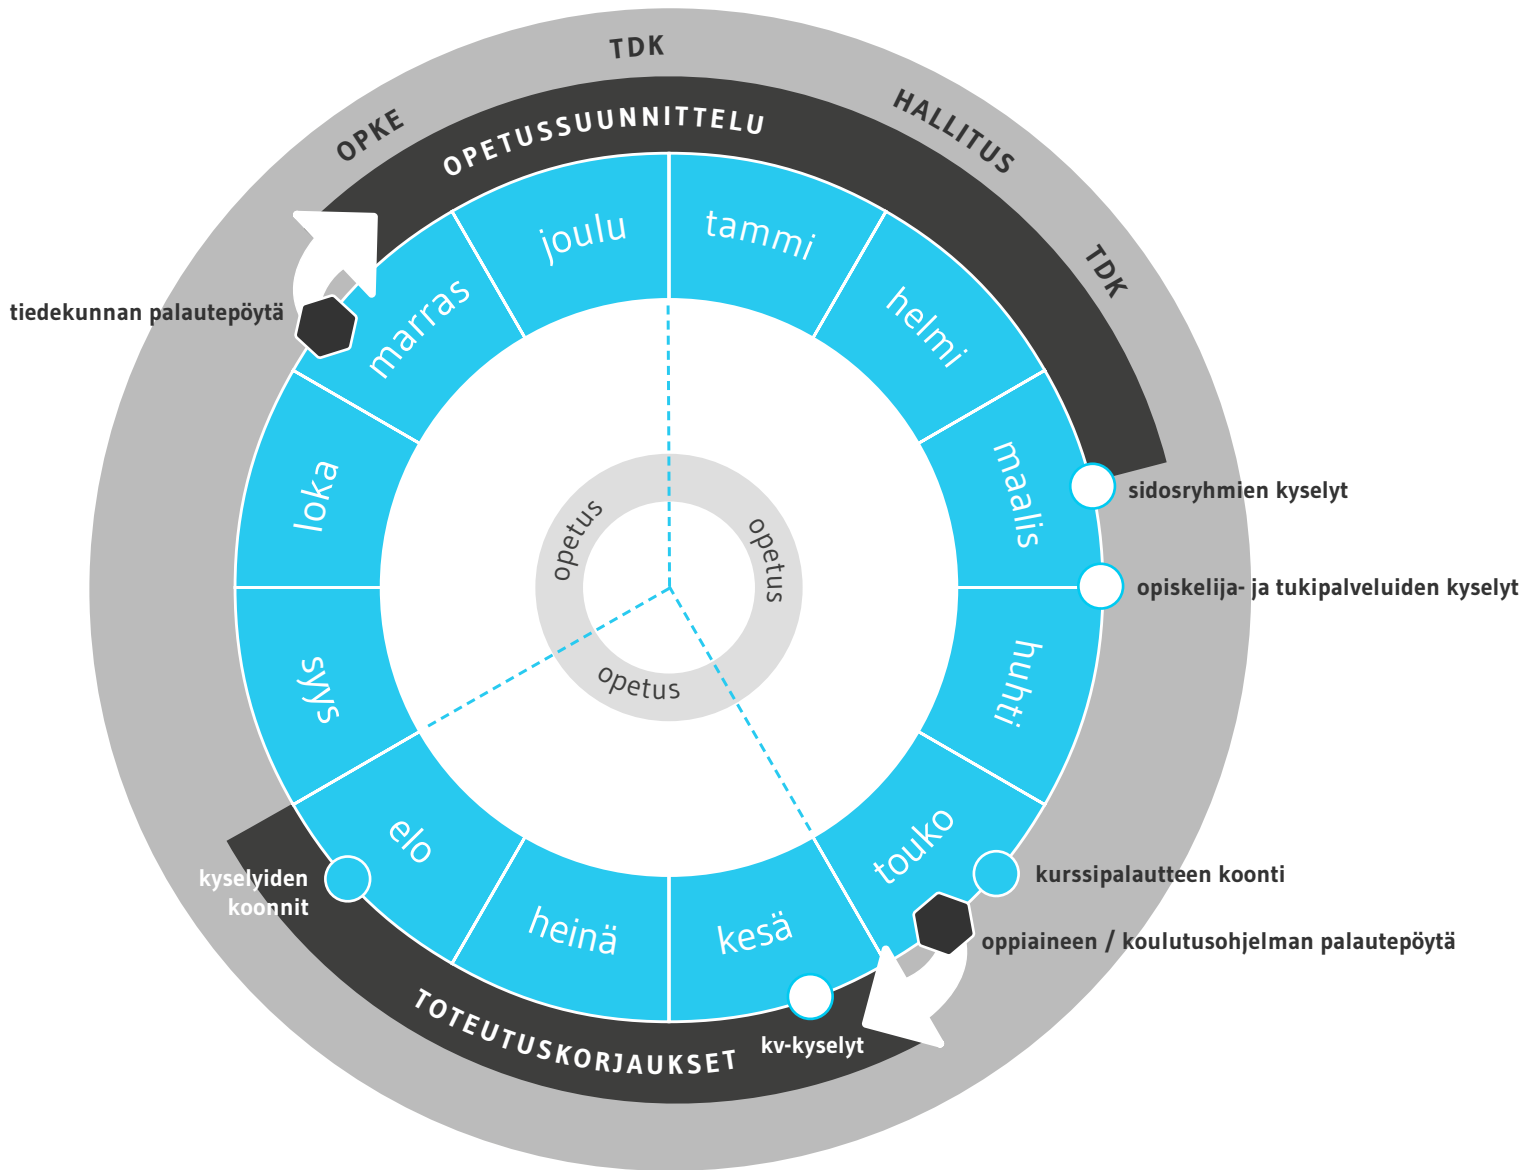 TDK
OPKE
HALLITUS
OPETUSSUUNNITTELU
TDK
joulu
tammi
marras
helmi
tiedekunnan palautepöytä
loka
maalis
sidosryhmien kyselyt
opetus
opetus
opetus
opiskelija- ja tukipalveluiden kyselyt
syys
huhti
elo
touko
kyselyiden
koonnit
kurssipalautteen koonti
heinä
kesä
oppiaineen / koulutusohjelman palautepöytä
TOTEUTUSKORJAUKSET
kv-kyselyt